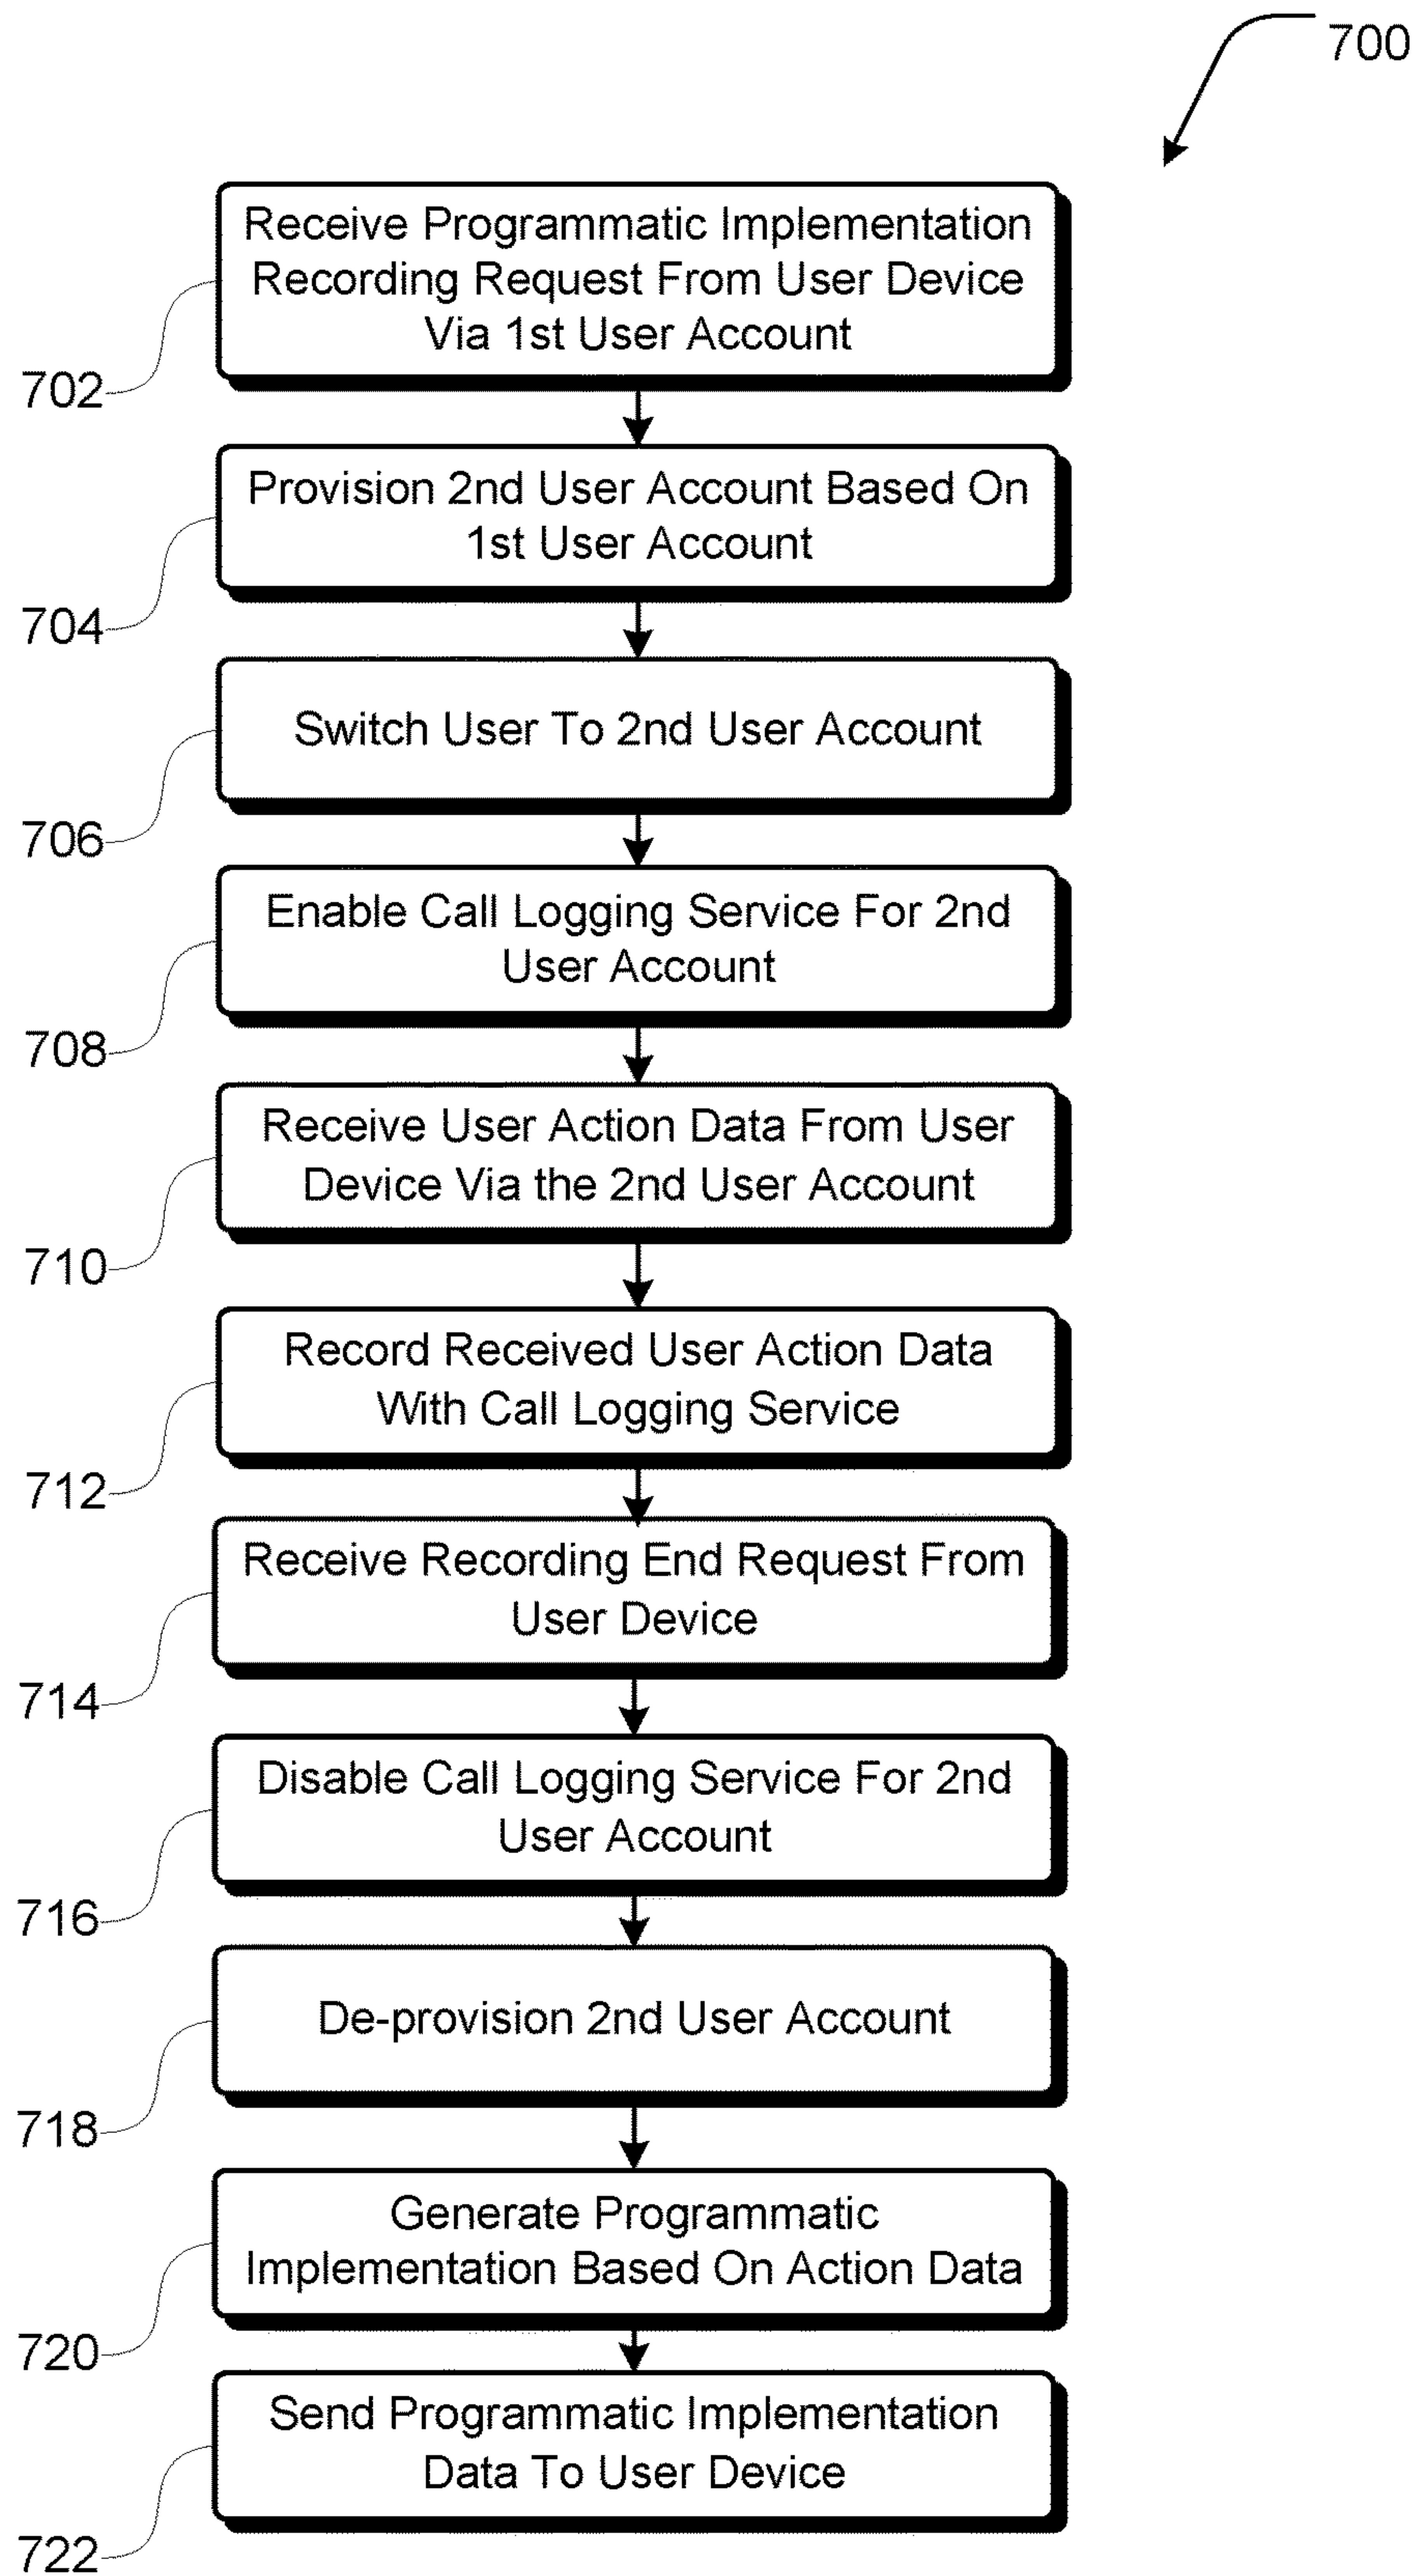 700
Receive Programmatic Implementation
Recording Request From User Device
Via 1st User Account
702
Provision 2nd User Account Based On
1st User Account
704
Switch User To 2nd User Account
706
Enable Call Logging Service For 2nd
User Account
708
Receive User Action Data From User
Device Via the 2nd User Account
710
Record Received User Action Data
With Call Logging Service
712
Receive Recording End Request From
User Device
714
Disable Call Logging Service For 2nd
User Account
716
De-provision 2nd User Account
718
Generate Programmatic
Implementation Based On Action Data
720
Send Programmatic Implementation
Data To User Device
722